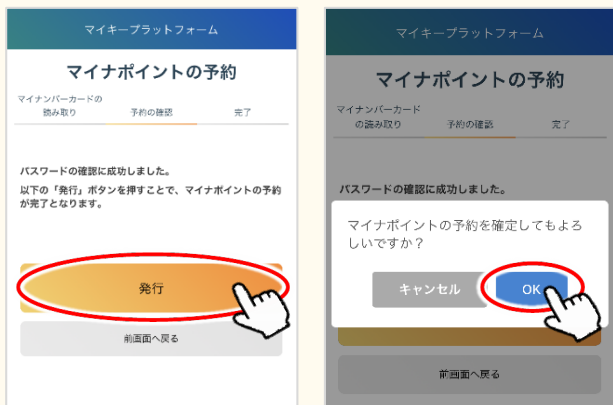 マイキープラットフォーム
マイナポイントの予約
マイナンバーカードの
読み取り
予約の確認
完了
パスワードの確認に成功しました。
以下の「発行」ボタンを押すことで、マイナポイントの予約
が完了となります。
発行
前画面へ戻る
マイキープラットフォーム
マイナポイントの予約
マイナンバーカード
の読み取り
予約の確認
完了
パスワードの確認に成功しました。
マイナポイントの予約を確定してもよろ
しいですか？
キャンセル
OK
前画面へ戻る